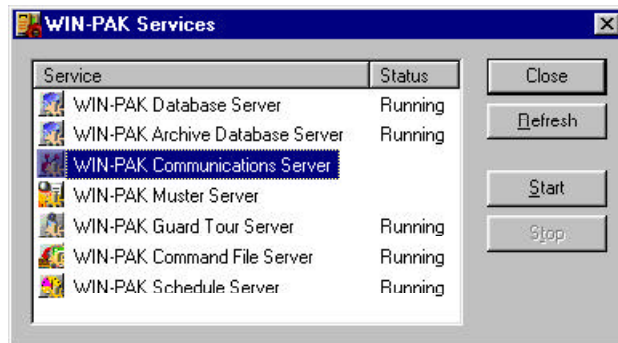 WIN-PAK Services
Service Status
WIN-PAK Database Server Running
WIN-PAK Archive Database Server Running
WIN-PAK Communications Server
WIN-PAK Muster Server
WIN-PAK Guard Tour Server Running
WIN-PAK Command File Server Running
WIN-PAK Schedule Server Running
Close
Refresh
Start
Stop